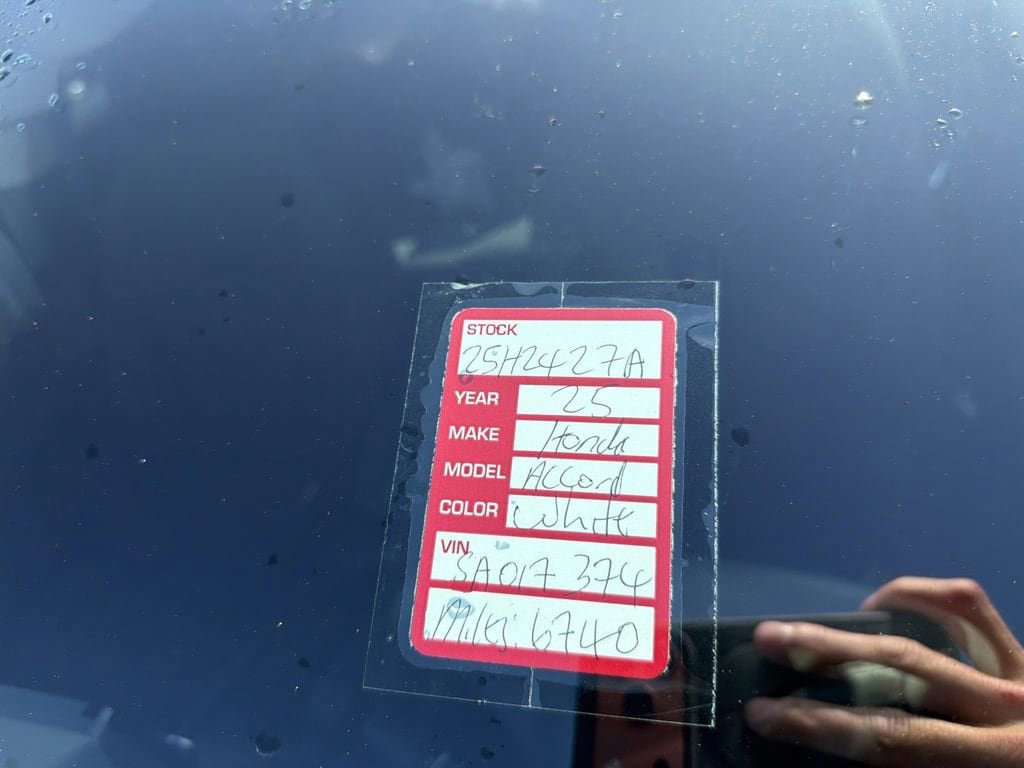 STOCK
25H2427A
YEAR 25
MAKE Honda
MODEL Accord
COLOR White
VIN
SA017374
Miles: 6740